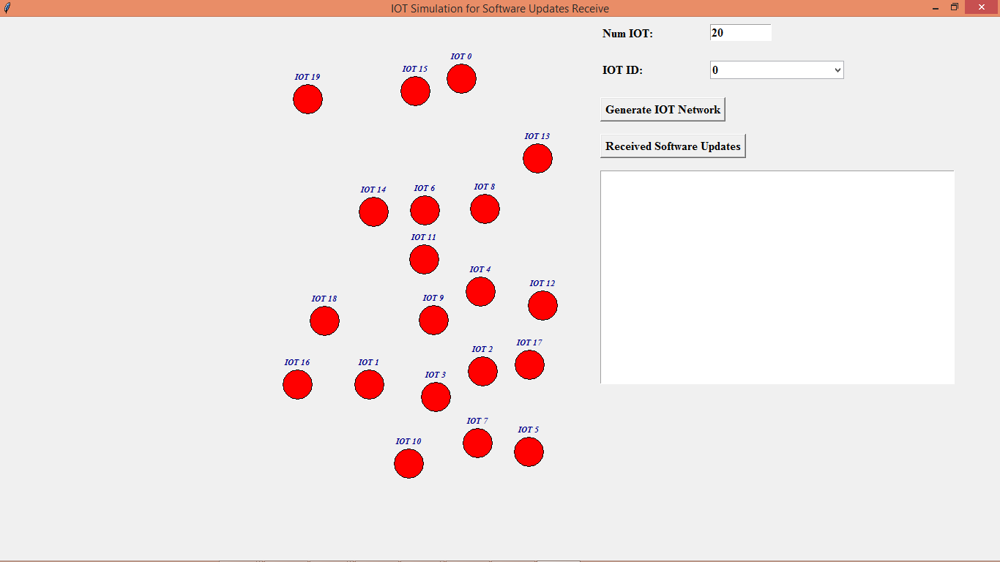 IOT Simulation for Software Updates Receive
Num IOT: 20
IOT ID: 0
Generate IOT Network
Received Software Updates
IOT 0
IOT 15
IOT 19
IOT 13
IOT 14
IOT 6
IOT 8
IOT 11
IOT 4
IOT 12
IOT 18
IOT 9
IOT 17
IOT 2
IOT 16
IOT 1
IOT 3
IOT 7
IOT 5
IOT 10